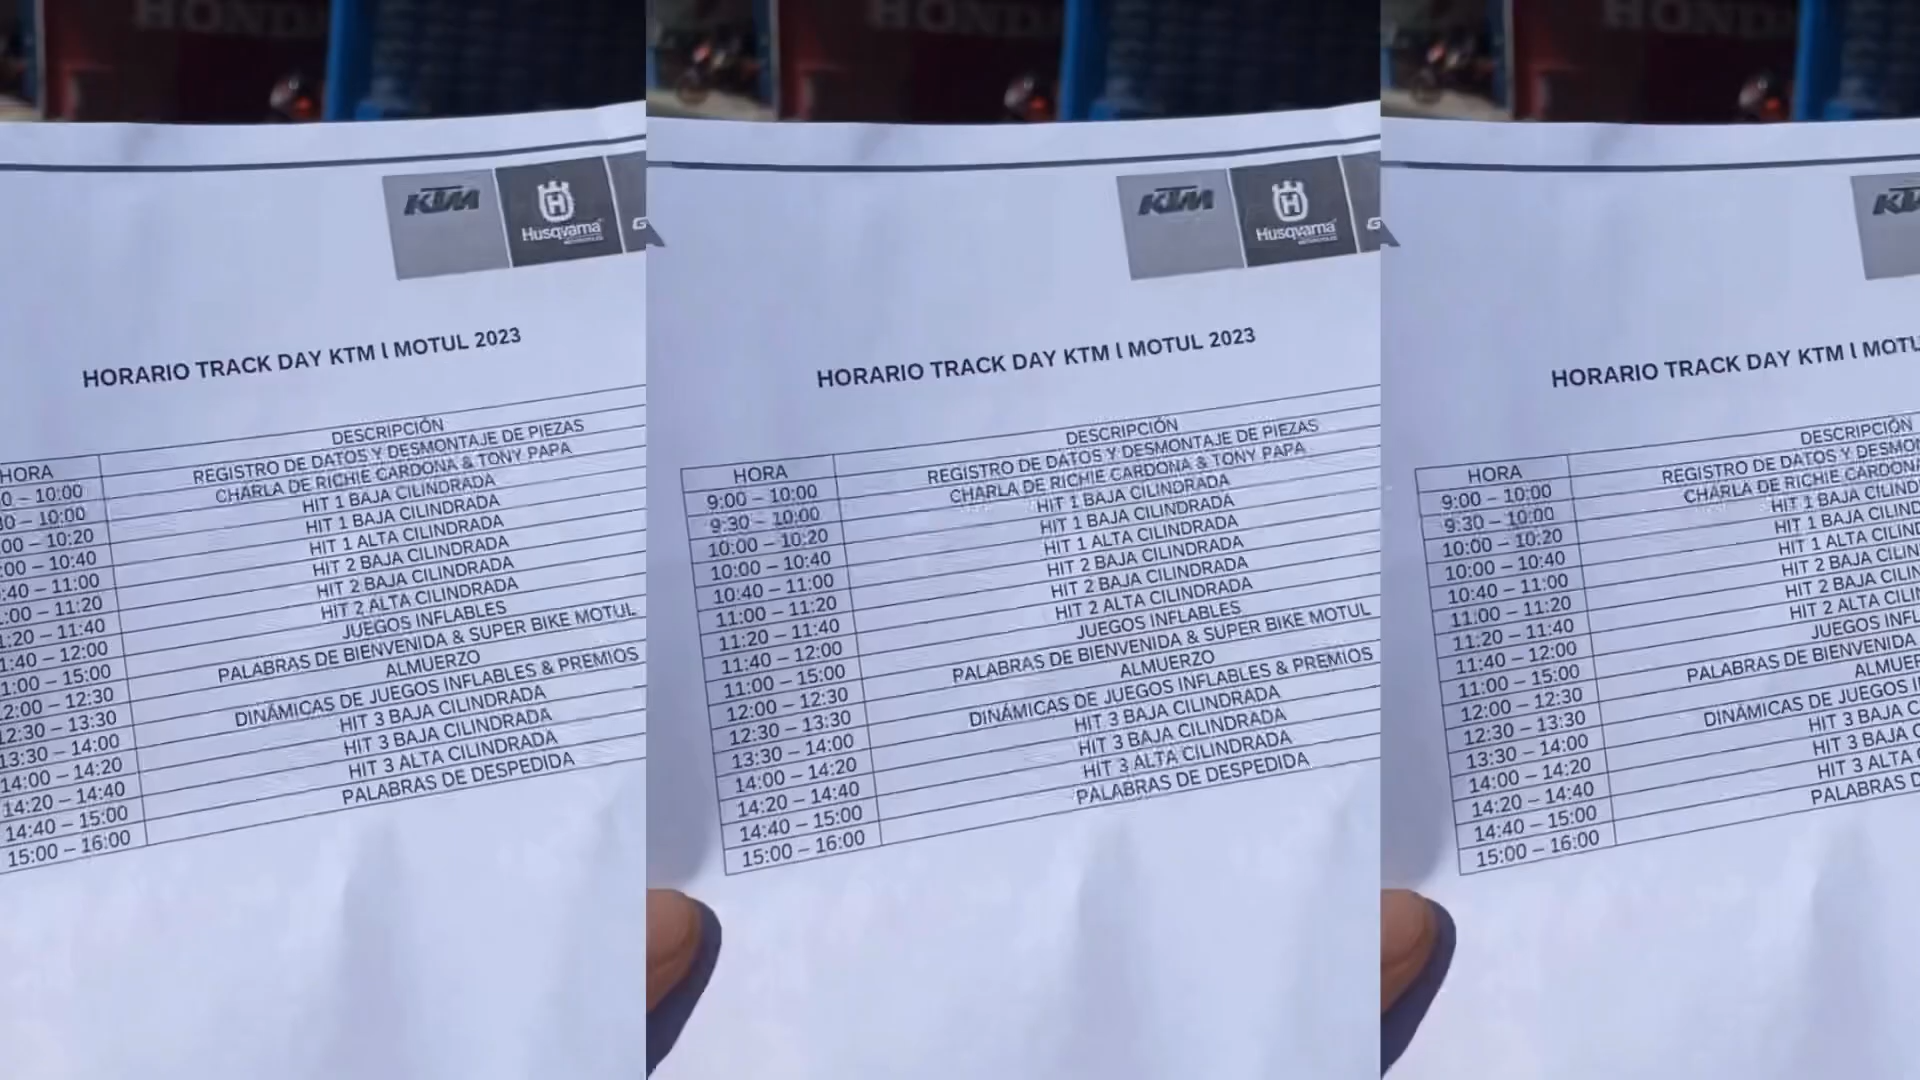 HONDA
KTM
Husqvarna
MOTORCYCLES
G
HORARIO TRACK DAY KTM l MOTUL 2023
HORA DESCRIPCIÓN
9:00 – 10:00 REGISTRO DE DATOS Y DESMONTAJE DE PIEZAS
9:30 – 10:00 CHARLA DE RICHIE CARDONA & TONY PAPA
10:00 – 10:20 HIT 1 BAJA CILINDRADA
10:00 – 10:40 HIT 1 BAJA CILINDRADA
10:40 – 11:00 HIT 1 ALTA CILINDRADA
11:00 – 11:20 HIT 2 BAJA CILINDRADA
11:20 – 11:40 HIT 2 BAJA CILINDRADA
11:40 – 12:00 HIT 2 ALTA CILINDRADA
11:00 – 15:00 JUEGOS INFLABLES
12:00 – 12:30 PALABRAS DE BIENVENIDA & SUPER BIKE MOTUL
12:30 – 13:30 ALMUERZO
13:30 – 14:00 DINÁMICAS DE JUEGOS INFLABLES & PREMIOS
14:00 – 14:20 HIT 3 BAJA CILINDRADA
14:20 – 14:40 HIT 3 BAJA CILINDRADA
14:40 – 15:00 HIT 3 ALTA CILINDRADA
15:00 – 16:00 PALABRAS DE DESPEDIDA